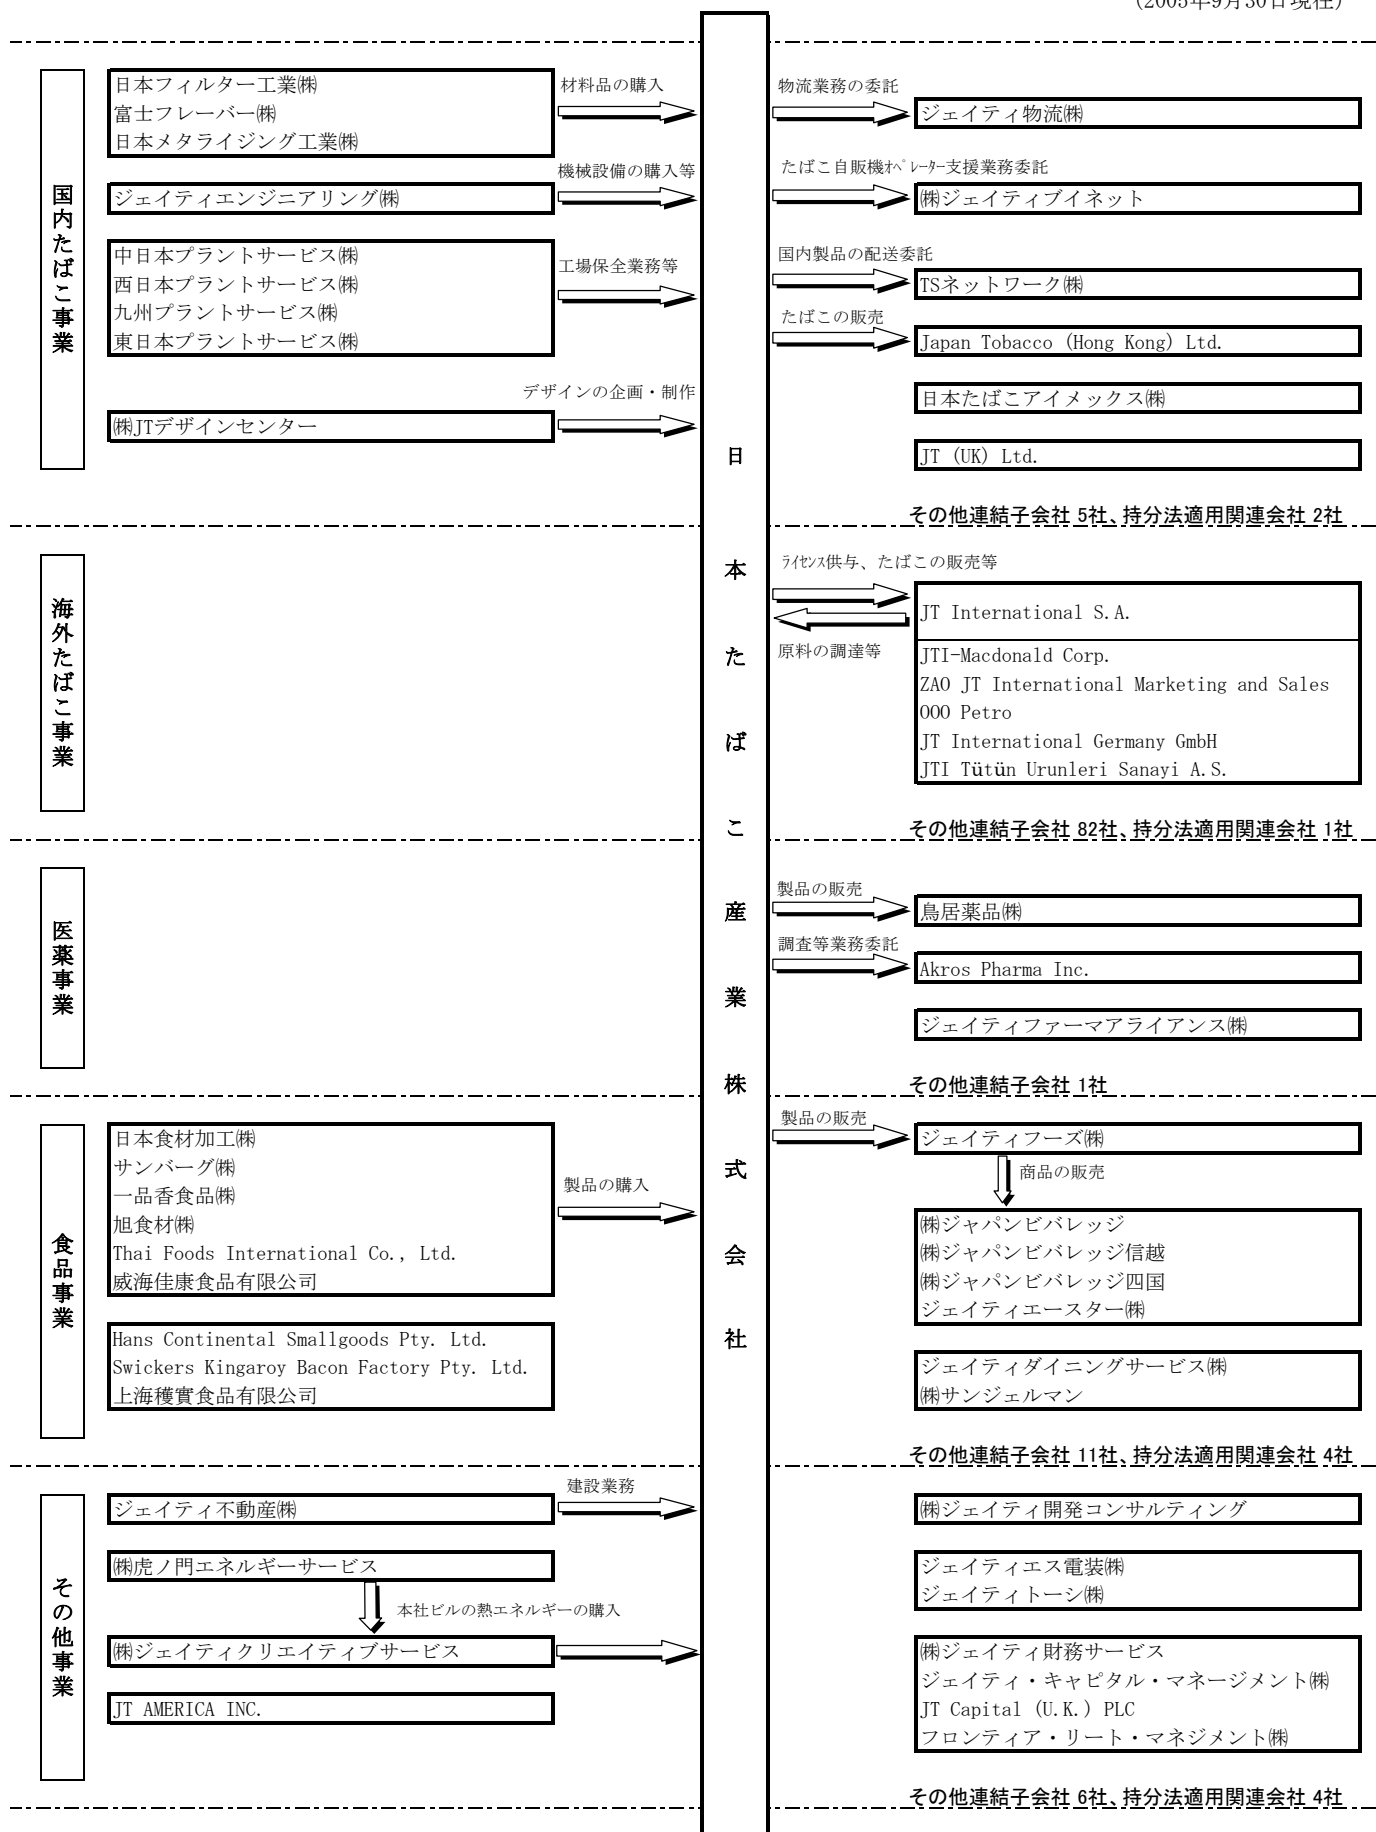 (2005年9月30日現在)
国内たばこ事業
日本フィルター工業㈱
富士フレーバー㈱
日本メタライジング工業㈱
材料品の購入
ジェイティエンジニアリング㈱
機械設備の購入等
中日本プラントサービス㈱
西日本プラントサービス㈱
九州プラントサービス㈱
東日本プラントサービス㈱
工場保全業務等
㈱JTデザインセンター
デザインの企画・制作
日本たばこ産業株式会社
物流業務の委託
ジェイティ物流㈱
たばこ自販機ｵﾍﾟﾚｰﾀｰ支援業務委託
㈱ジェイティブイネット
国内製品の配送委託
TSネットワーク㈱
たばこの販売
Japan Tobacco (Hong Kong) Ltd.
日本たばこアイメックス㈱
JT (UK) Ltd.
その他連結子会社 5社、持分法適用関連会社 2社
海外たばこ事業
ﾗｲｾﾝｽ供与、たばこの販売等
原料の調達等
JT International S.A.
JTI-Macdonald Corp.
ZAO JT International Marketing and Sales
OOO Petro
JT International Germany GmbH
JTI Tütün Urunleri Sanayi A.S.
その他連結子会社 82社、持分法適用関連会社 1社
医薬事業
製品の販売
鳥居薬品㈱
調査等業務委託
Akros Pharma Inc.
ジェイティファーマアライアンス㈱
その他連結子会社 1社
食品事業
日本食材加工㈱
サンバーグ㈱
一品香食品㈱
旭食材㈱
Thai Foods International Co., Ltd.
威海佳康食品有限公司
製品の購入
Hans Continental Smallgoods Pty. Ltd.
Swickers Kingaroy Bacon Factory Pty. Ltd.
上海穫實食品有限公司
製品の販売
ジェイティフーズ㈱
商品の販売
㈱ジャパンビバレッジ
㈱ジャパンビバレッジ信越
㈱ジャパンビバレッジ四国
ジェイティエースター㈱
ジェイティダイニングサービス㈱
㈱サンジェルマン
その他連結子会社 11社、持分法適用関連会社 4社
その他事業
ジェイティ不動産㈱
建設業務
㈱虎ノ門エネルギーサービス
本社ビルの熱エネルギーの購入
㈱ジェイティクリエイティブサービス
JT AMERICA INC.
㈱ジェイティ開発コンサルティング
ジェイティエス電装㈱
ジェイティトーシ㈱
㈱ジェイティ財務サービス
ジェイティ・キャピタル・マネージメント㈱
JT Capital (U.K.) PLC
フロンティア・リート・マネジメント㈱
その他連結子会社 6社、持分法適用関連会社 4社